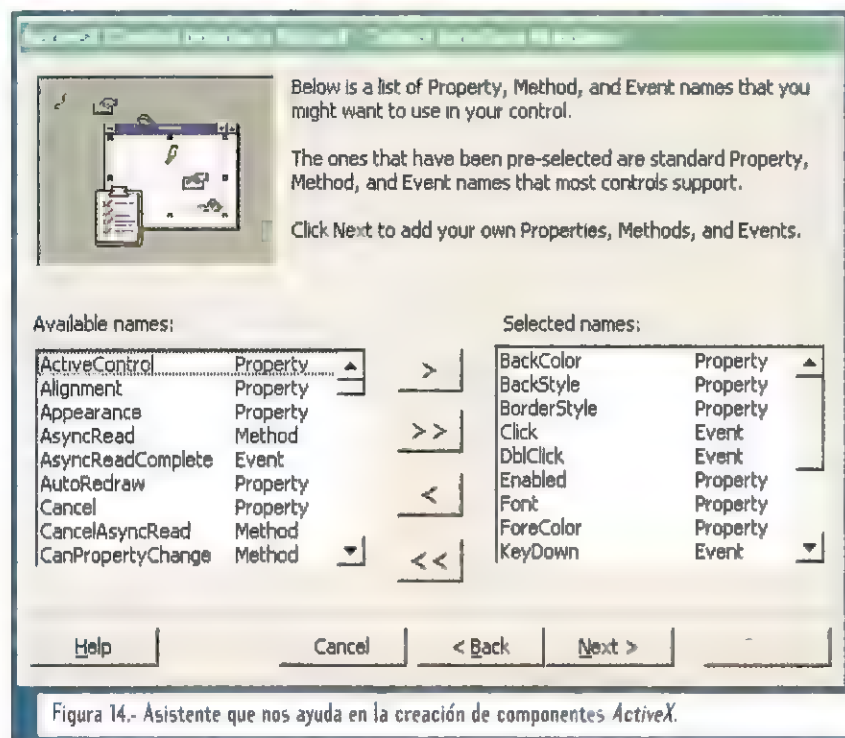 Below is a list of Property, Method, and Event names that you
might want to use in your control.
The ones that have been pre-selected are standard Property,
Method, and Event names that most controls support.
Click Next to add your own Properties, Methods, and Events.
Available names:
ActiveControl Property
Alignment Property
Appearance Property
AsyncRead Method
AsyncReadComplete Event
AutoRedraw Property
Cancel Property
CancelAsyncRead Method
CanPropertyChange Method
>
>>
<
<<
Selected names:
BackColor Property
BackStyle Property
BorderStyle Property
Click Event
DblClick Event
Enabled Property
Font Property
ForeColor Property
KeyDown Event
Help Cancel < Back Next >
Figura 14.- Asistente que nos ayuda en la creación de componentes ActiveX.